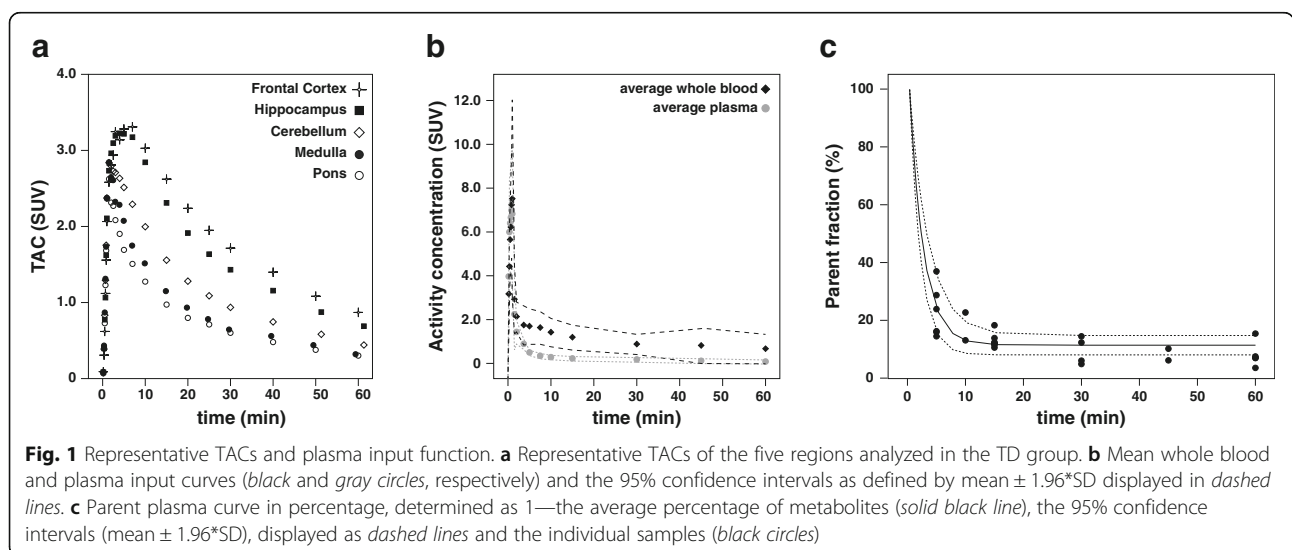 a
4.0
3.0
2.0
1.0
0
TAC (SUV)
Frontal Cortex
Hippocampus
Cerebellum
Medulla
Pons
0 10 20 30 40 50 60
time (min)
b
12.0
10.0
8.0
6.0
4.0
2.0
0
Activity concentration (SUV)
average whole blood
average plasma
0 10 20 30 40 50 60
time (min)
c
100
80
60
40
20
0
Parent fraction (%)
0 10 20 30 40 50 60
time (min)
Fig. 1 Representative TACs and plasma input function. a Representative TACs of the five regions analyzed in the TD group. b Mean whole blood
and plasma input curves (black and gray circles, respectively) and the 95% confidence intervals as defined by mean ± 1.96*SD displayed in dashed
lines. c Parent plasma curve in percentage, determined as 1—the average percentage of metabolites (solid black line), the 95% confidence
intervals (mean ± 1.96*SD), displayed as dashed lines and the individual samples (black circles)